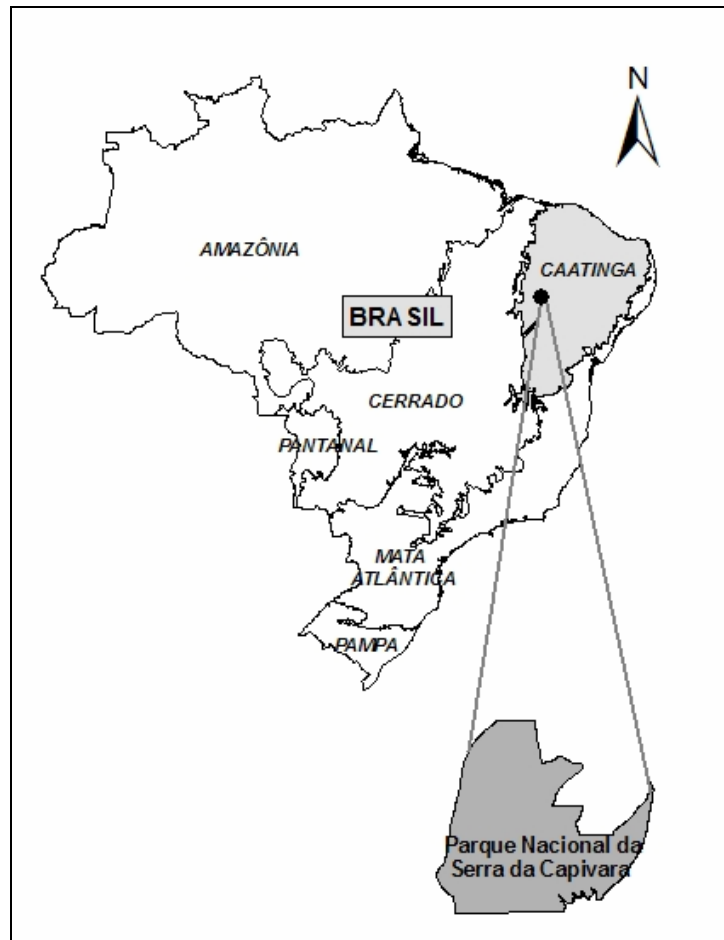 N
AMAZÔNIA
CAATINGA
BRASIL
CERRADO
PANTANAL
MATA
ATLÂNTICA
PAMPA
Parque Nacional da
Serra da Capivara